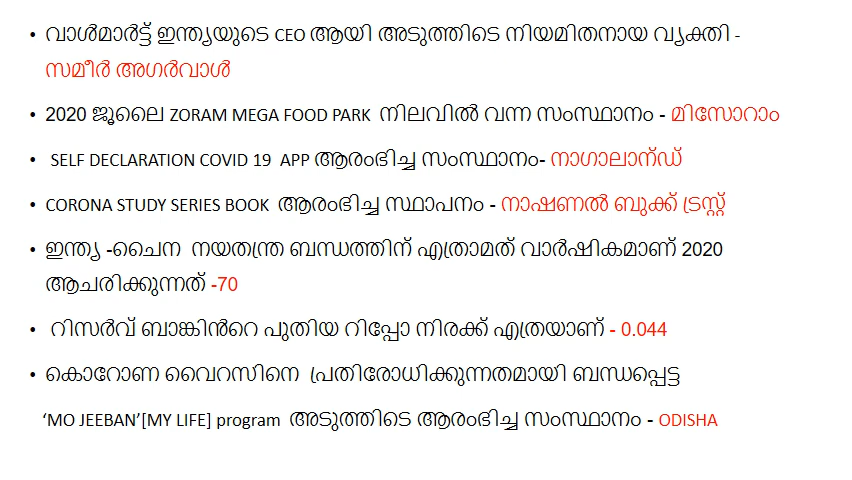 • വാൾമാർട്ട് ഇന്ത്യയുടെ CEO ആയി അടുത്തിടെ നിയമിതനായ വ്യക്തി -
സമീർ അഗർവാൾ
• 2020 ജൂലൈ ZORAM MEGA FOOD PARK നിലവിൽ വന്ന സംസ്ഥാനം - മിസോറാം
• SELF DECLARATION COVID 19 APP ആരംഭിച്ച സംസ്ഥാനം- നാഗാലാന്ഡ്
• CORONA STUDY SERIES BOOK ആരംഭിച്ച സ്ഥാപനം - നാഷണൽ ബുക്ക് ട്രസ്റ്റ്
• ഇന്ത്യ -ചൈന നയതന്ത്ര ബന്ധത്തിന് എത്രാമത് വാർഷികമാണ് 2020
ആചരിക്കുന്നത് -70
• റിസർവ് ബാങ്കിൻറെ പുതിയ റിപ്പോ നിരക്ക് എത്രയാണ് - 0.044
• കൊറോണ വൈറസിനെ പ്രതിരോധിക്കുന്നതമായി ബന്ധപ്പെട്ട
‘MO JEEBAN’[MY LIFE] program അടുത്തിടെ ആരംഭിച്ച സംസ്ഥാനം - ODISHA